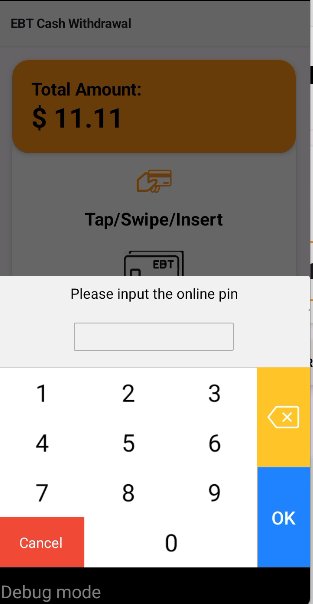 EBT Cash Withdrawal
Total Amount:
$ 11.11
Tap/Swipe/Insert
EBT
Please input the online pin
1 2 3
4 5 6
7 8 9
OK
Cancel 0
Debug mode